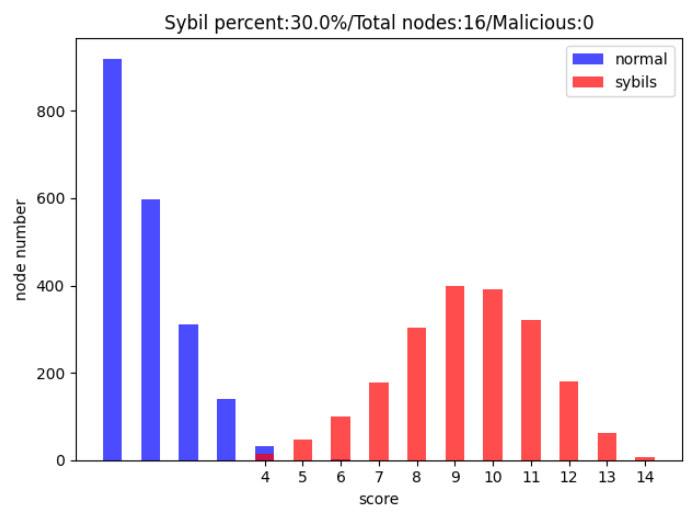 Sybil percent:30.0%/Total nodes:16/Malicious:0
normal
sybils
800
600
400
200
0
node number
4 5 6 7 8 9 10 11 12 13 14
score